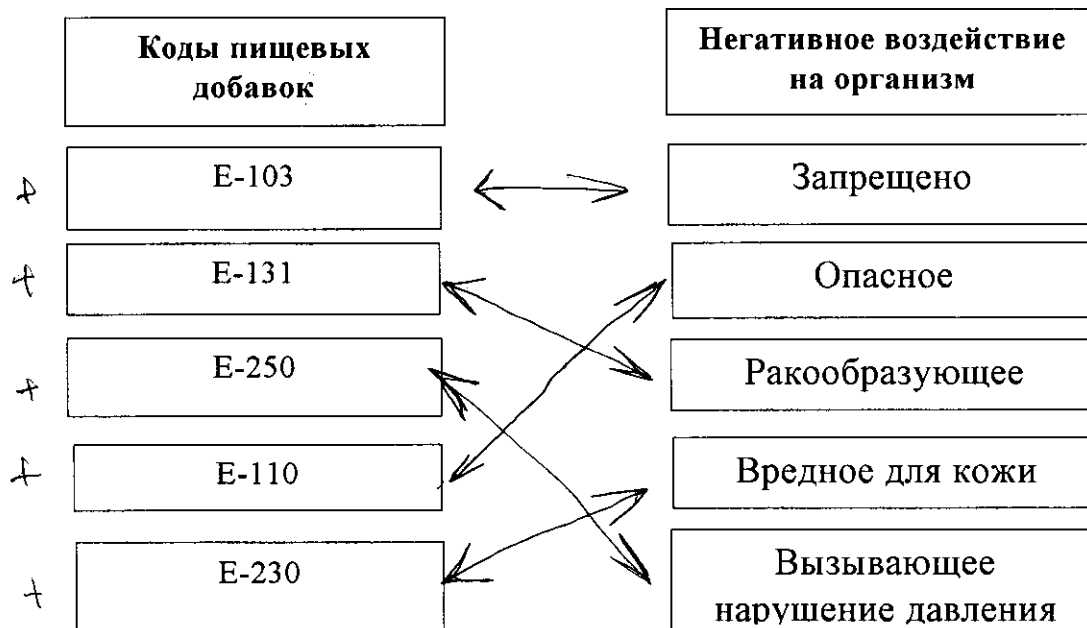 Коды пищевых
добавок
Негативное воздействие
на организм
+
Е-103
Запрещено
+
Е-131
Опасное
+
Е-250
Ракообразующее
+
Е-110
Вредное для кожи
+
Е-230
Вызывающее
нарушение давления